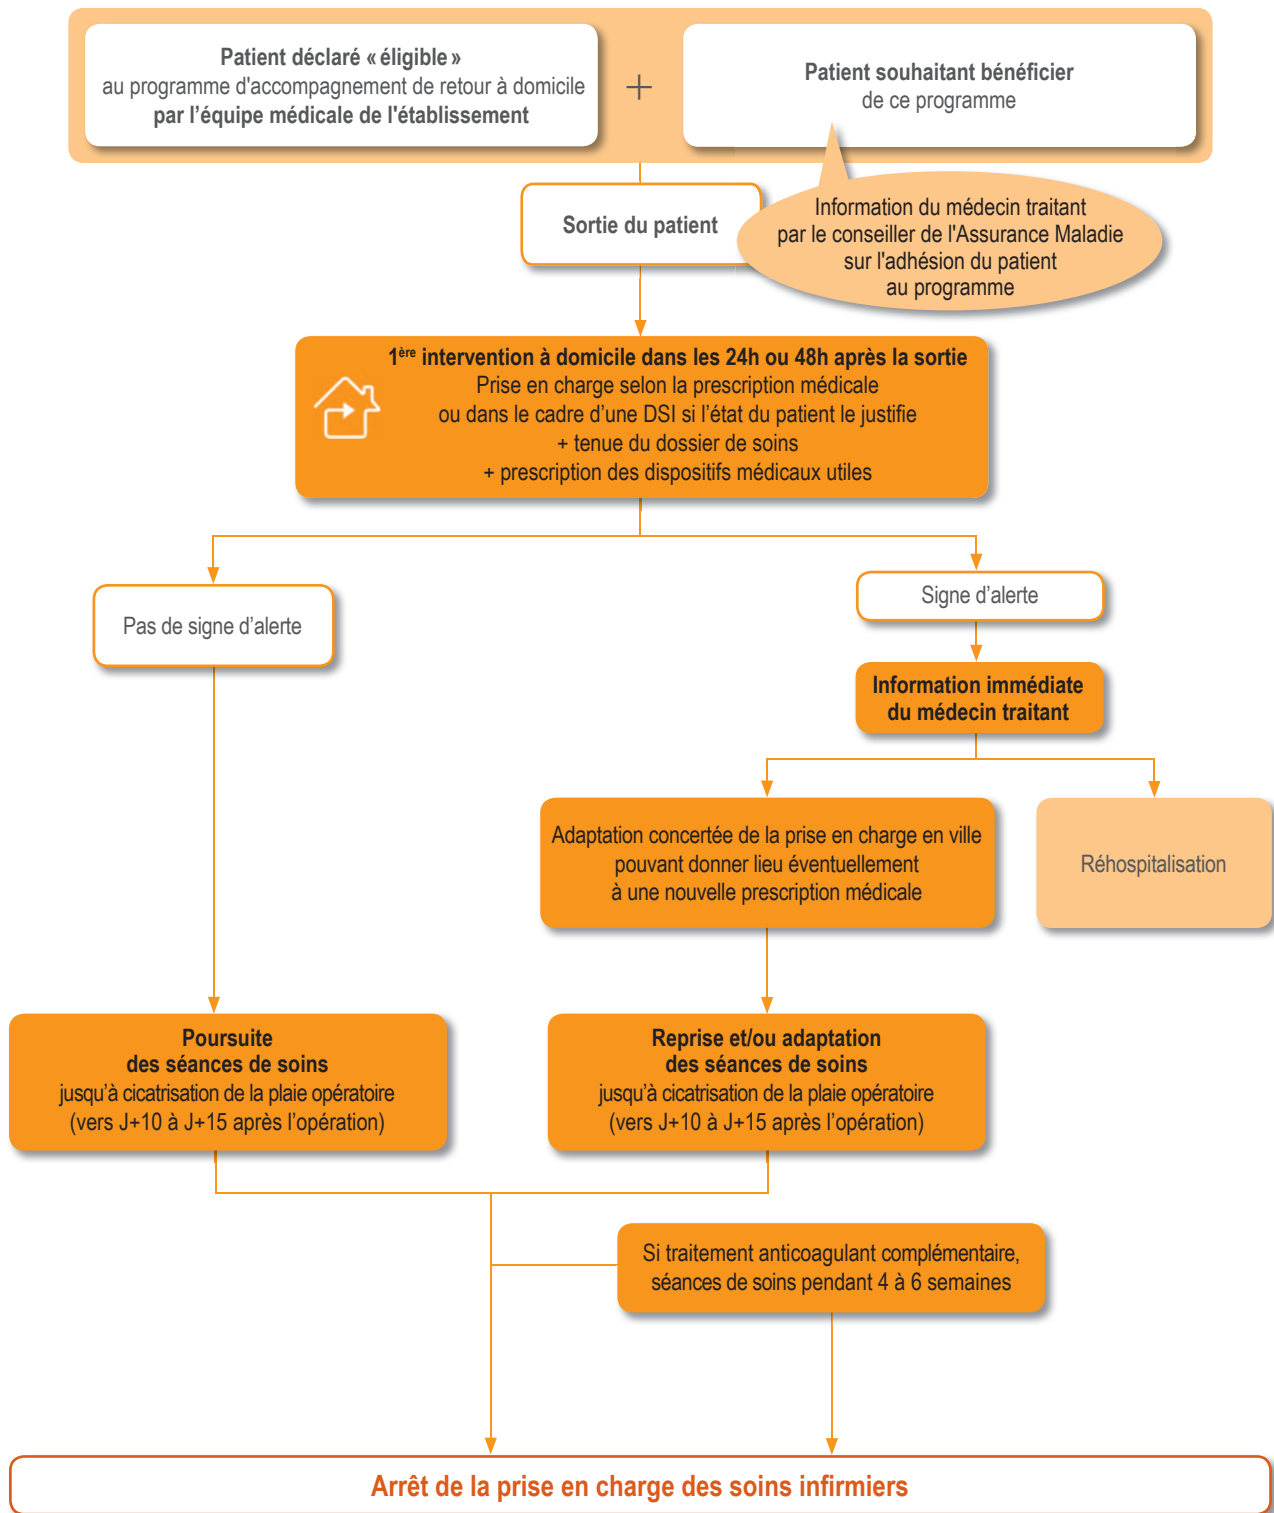 Patient déclaré « éligible »
au programme d'accompagnement de retour à domicile
par l’équipe médicale de l'établissement
+
Patient souhaitant bénéficier
de ce programme
Sortie du patient
Information du médecin traitant
par le conseiller de l'Assurance Maladie
sur l'adhésion du patient
au programme
1ère intervention à domicile dans les 24h ou 48h après la sortie
Prise en charge selon la prescription médicale
ou dans le cadre d’une DSI si l’état du patient le justifie
+ tenue du dossier de soins
+ prescription des dispositifs médicaux utiles
Pas de signe d’alerte
Signe d’alerte
Information immédiate
du médecin traitant
Adaptation concertée de la prise en charge en ville
pouvant donner lieu éventuellement
à une nouvelle prescription médicale
Réhospitalisation
Poursuite
des séances de soins
jusqu’à cicatrisation de la plaie opératoire
(vers J+10 à J+15 après l’opération)
Reprise et/ou adaptation
des séances de soins
jusqu’à cicatrisation de la plaie opératoire
(vers J+10 à J+15 après l’opération)
Si traitement anticoagulant complémentaire,
séances de soins pendant 4 à 6 semaines
Arrêt de la prise en charge des soins infirmiers